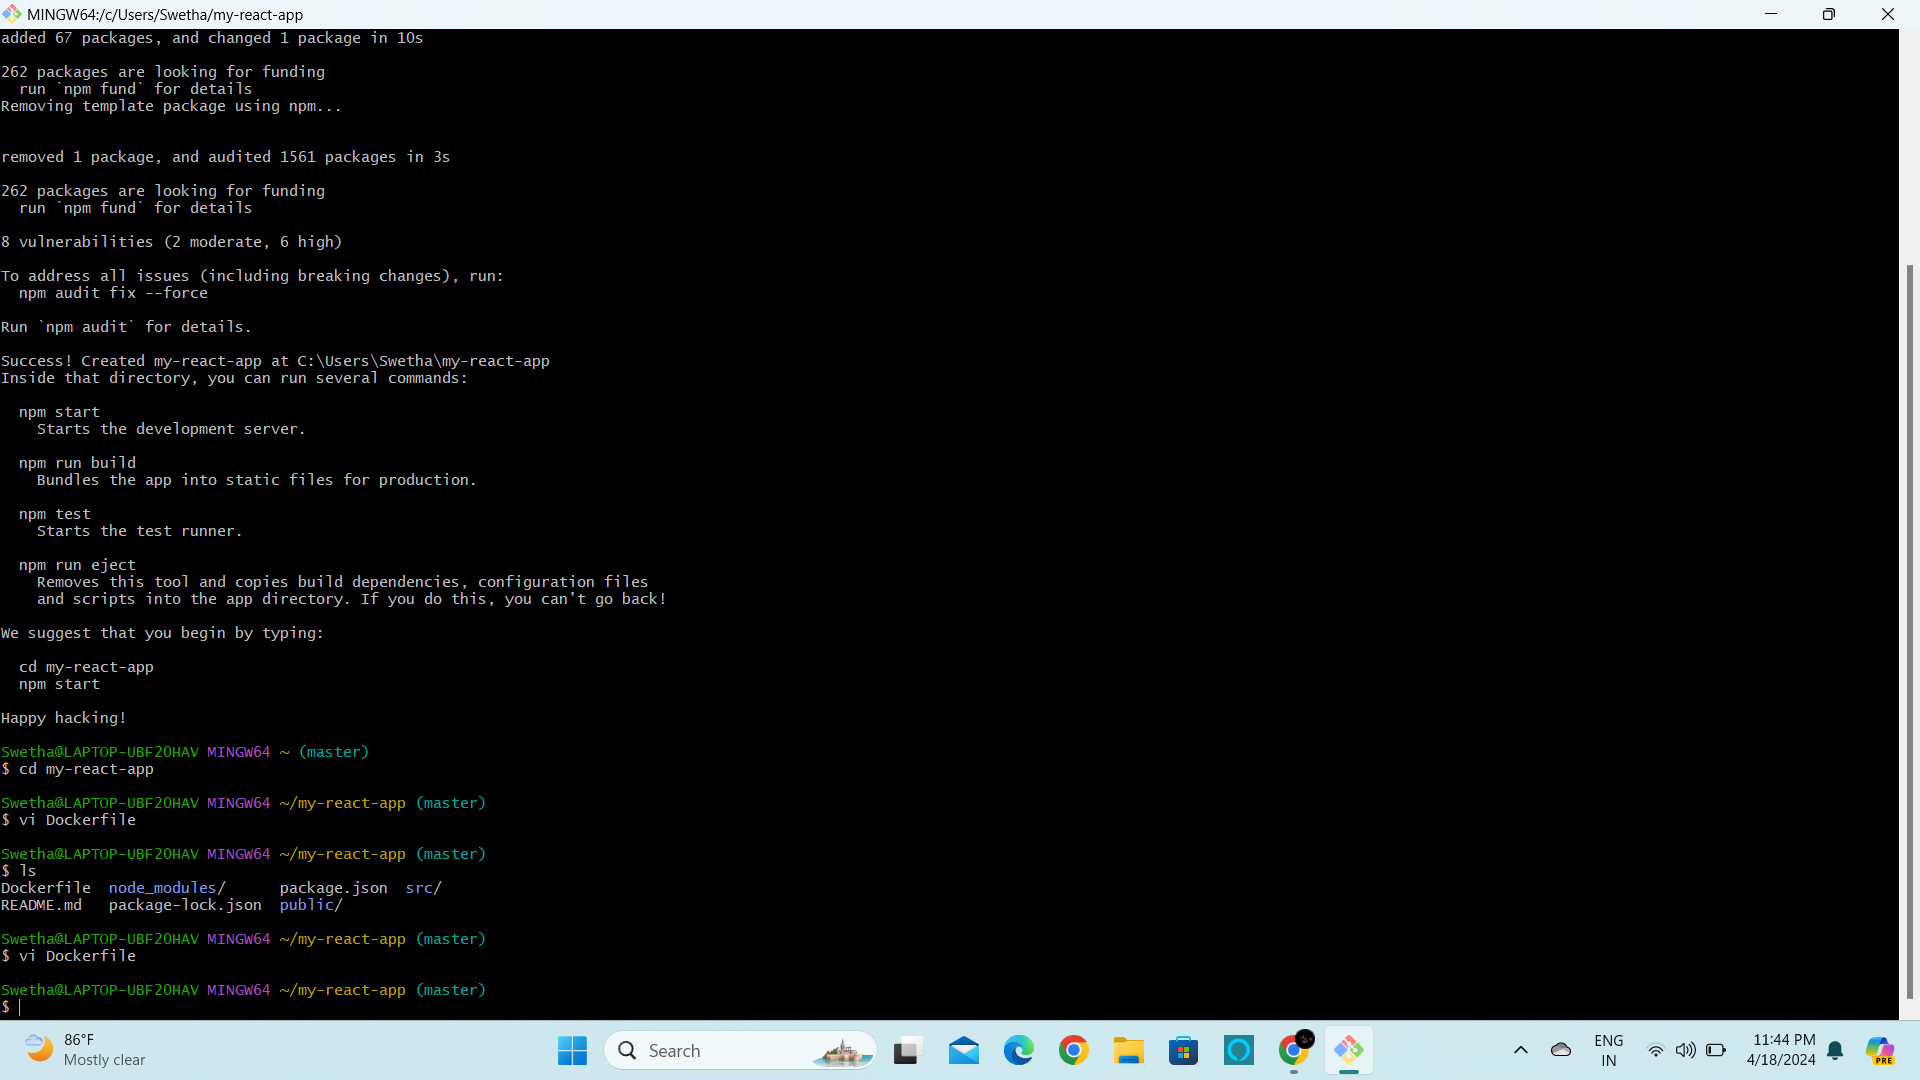 MINGW64:/c/Users/Swetha/my-react-app
added 67 packages, and changed 1 package in 10s
262 packages are looking for funding
  run `npm fund` for details
Removing template package using npm...
removed 1 package, and audited 1561 packages in 3s
262 packages are looking for funding
  run `npm fund` for details
8 vulnerabilities (2 moderate, 6 high)
To address all issues (including breaking changes), run:
  npm audit fix --force
Run `npm audit` for details.
Success! Created my-react-app at C:\Users\Swetha\my-react-app
Inside that directory, you can run several commands:
  npm start
    Starts the development server.
  npm run build
    Bundles the app into static files for production.
  npm test
    Starts the test runner.
  npm run eject
    Removes this tool and copies build dependencies, configuration files
    and scripts into the app directory. If you do this, you can't go back!
We suggest that you begin by typing:
  cd my-react-app
  npm start
Happy hacking!
Swetha@LAPTOP-UBF2OHAV MINGW64 ~ (master)
$ cd my-react-app
Swetha@LAPTOP-UBF2OHAV MINGW64 ~/my-react-app (master)
$ vi Dockerfile
Swetha@LAPTOP-UBF2OHAV MINGW64 ~/my-react-app (master)
$ ls
Dockerfile  node_modules/      package.json  src/
README.md   package-lock.json  public/
Swetha@LAPTOP-UBF2OHAV MINGW64 ~/my-react-app (master)
$ vi Dockerfile
Swetha@LAPTOP-UBF2OHAV MINGW64 ~/my-react-app (master)
$
86°F
Mostly clear
Search
ENG
IN
11:44 PM
4/18/2024
PRE